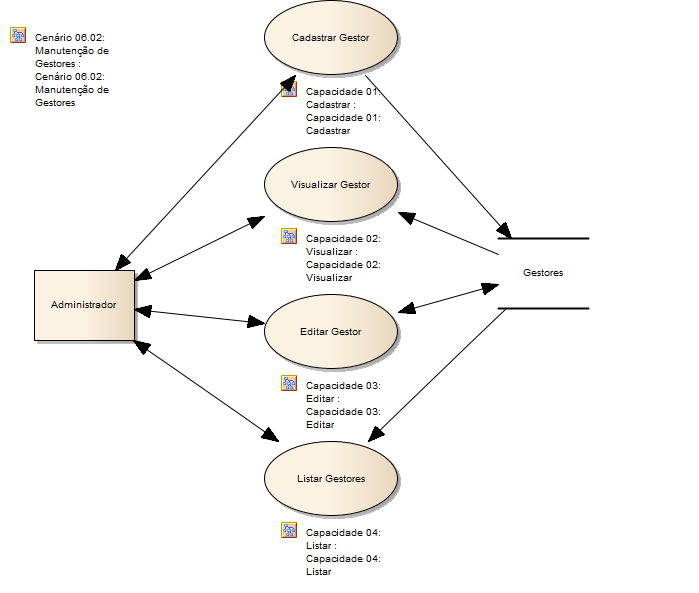 Cenário 06.02:
Manutenção de
Gestores :
Cenário 06.02:
Manutenção de
Gestores
Cadastrar Gestor
Capacidade 01:
Cadastrar :
Capacidade 01:
Cadastrar
Visualizar Gestor
Capacidade 02:
Visualizar :
Capacidade 02:
Visualizar
Gestores
Administrador
Editar Gestor
Capacidade 03:
Editar :
Capacidade 03:
Editar
Listar Gestores
Capacidade 04:
Listar :
Capacidade 04:
Listar